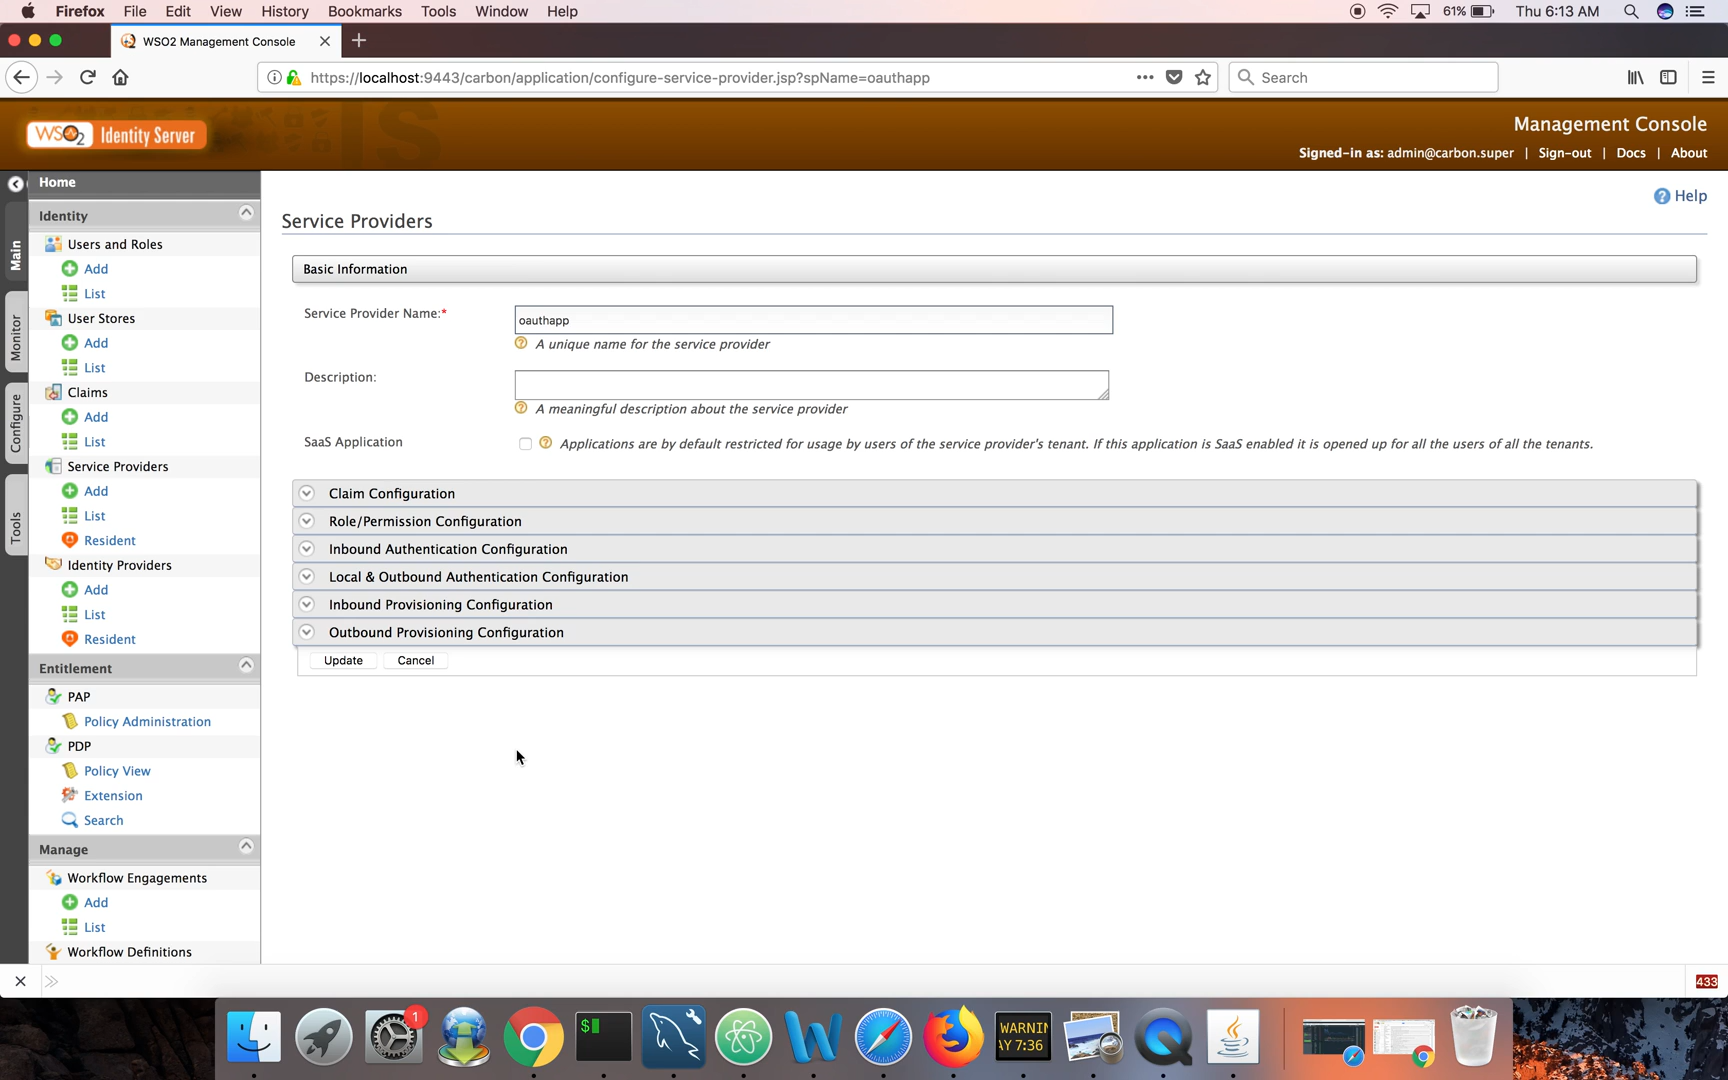 Firefox File Edit View History Bookmarks Tools Window Help 61% Thu 6:13 AM
WSO2 Management Console
https://localhost:9443/carbon/application/configure-service-provider.jsp?spName=oauthapp
Search
WSO2 Identity Server
Management Console
Signed-in as: admin@carbon.super | Sign-out | Docs | About
Home
Help
Main
Monitor
Configure
Tools
Identity
Users and Roles
Add
List
User Stores
Add
List
Claims
Add
List
Service Providers
Add
List
Resident
Identity Providers
Add
List
Resident
Entitlement
PAP
Policy Administration
PDP
Policy View
Extension
Search
Manage
Workflow Engagements
Add
List
Workflow Definitions
Service Providers
Basic Information
Service Provider Name:* oauthapp
A unique name for the service provider
Description:
A meaningful description about the service provider
SaaS Application Applications are by default restricted for usage by users of the service provider's tenant. If this application is SaaS enabled it is opened up for all the users of all the tenants.
Claim Configuration
Role/Permission Configuration
Inbound Authentication Configuration
Local & Outbound Authentication Configuration
Inbound Provisioning Configuration
Outbound Provisioning Configuration
Update Cancel
433
1
$
WARNIN
AY 7:36